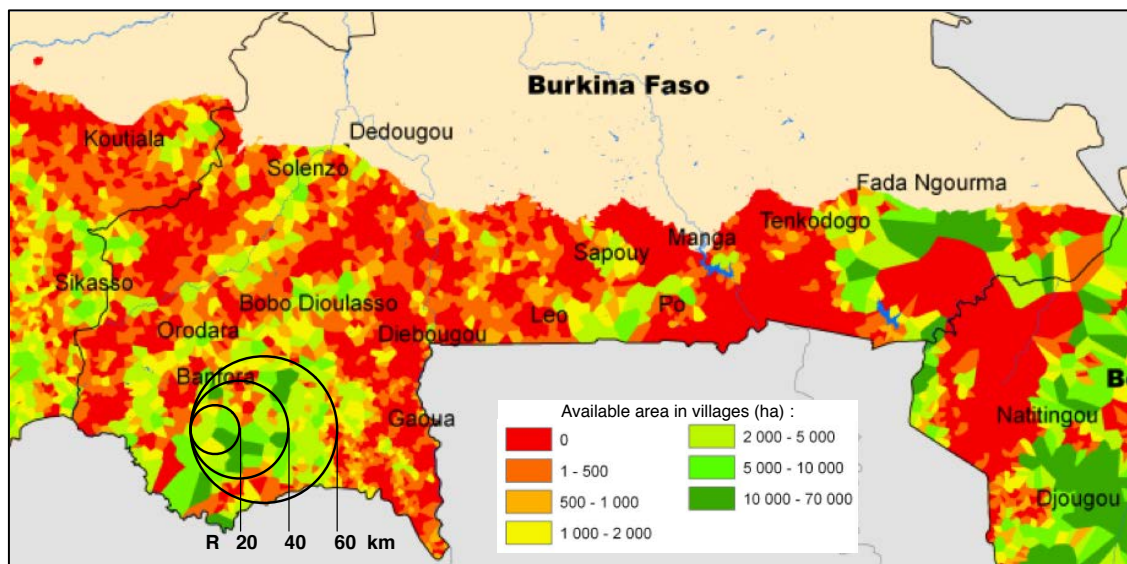 Burkina Faso
Dedougou
Koutiala
Solenzo
Fada Ngourma
Tenkodogo
Manga
Sapouy
Sikasso
Bobo Dioulasso
Po
Leo
Orodara
Diebougou
Banfora
Be
Gaoua
Natitingou
Djougou
Available area in villages (ha) :
0
1 - 500
500 - 1 000
1 000 - 2 000
2 000 - 5 000
5 000 - 10 000
10 000 - 70 000
R 20 40 60 km